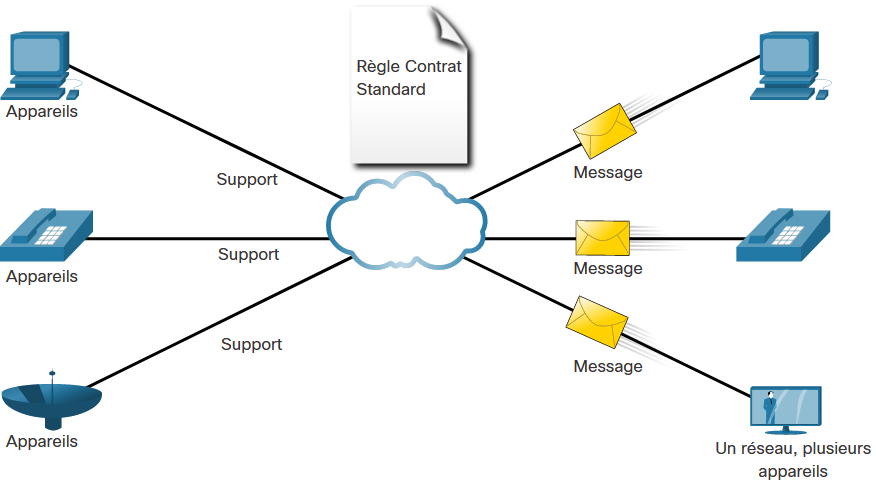 Règle Contrat
Standard
Appareils
Support
Message
Appareils
Support
Message
Support
Message
Appareils
Un réseau, plusieurs
appareils